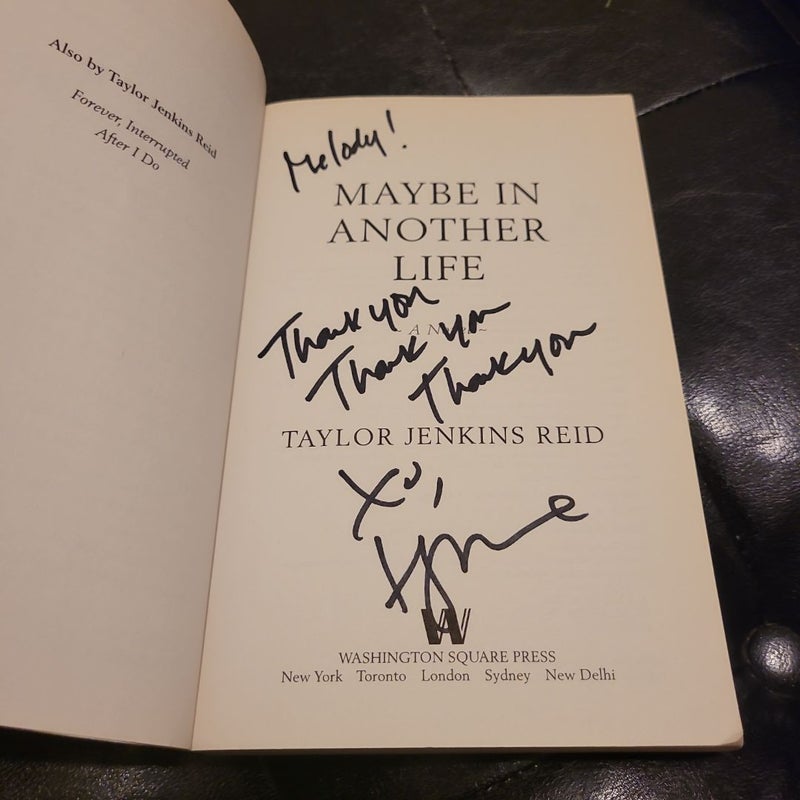 Also by Taylor Jenkins Reid
Forever, Interrupted
After I Do
Melody!
MAYBE IN
ANOTHER
LIFE
Thank you
~ A Novel ~
Thank you
Thank you
TAYLOR JENKINS REID
Xo,
W
WASHINGTON SQUARE PRESS
New York Toronto London Sydney New Delhi